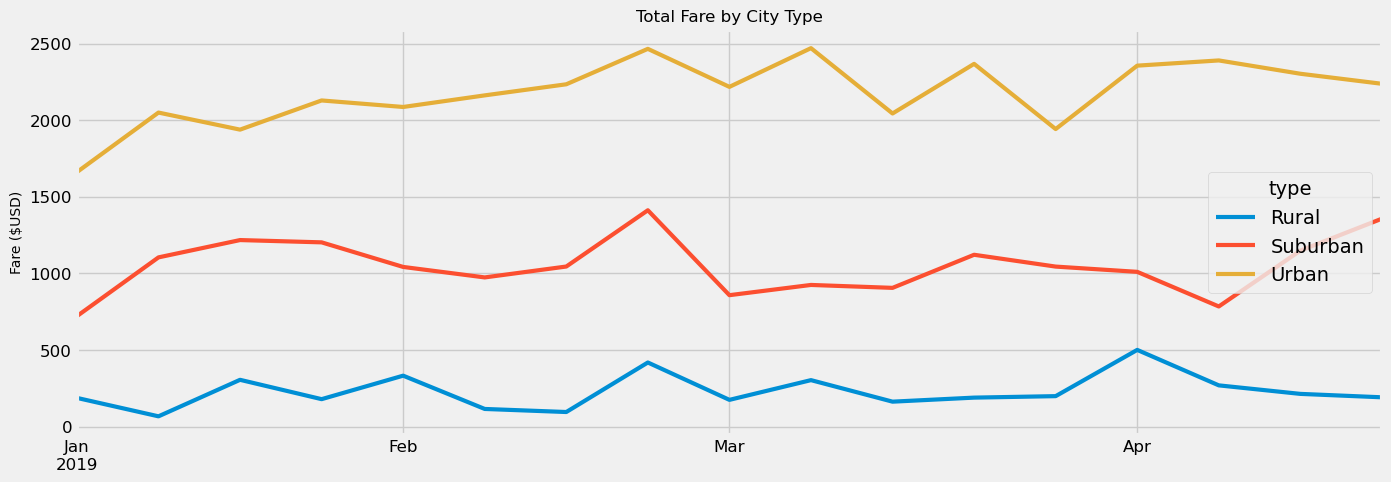 Total Fare by City Type
Fare ($USD)
2500
2000
1500
1000
500
0
type
Rural
Suburban
Urban
Jan
2019
Feb
Mar
Apr